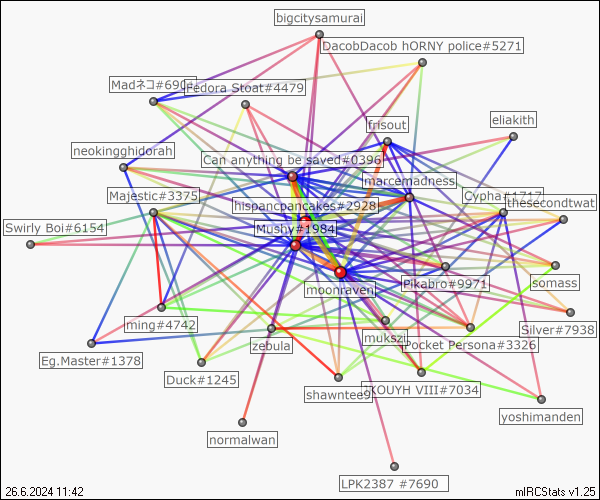 bigcitysamurai
DacobDacob hORNY police#5271
Madネコ#690
Fedora Stoat#4479
eliakith
frisout
neokingghidorah
Can anything be saved#0396
marcemadness
Majestic#3375
Cypha#1717
thesecondtwat
hispancpancakes#2928
Swirly Boi#6154
Mushy#1984
moonraven
Pikabro#9971
somass
ming#4742
Silver#7938
zebula
mukszil
Pocket Persona#3326
Eg.Master#1378
Duck#1245
shawntee9
KOUYH VIII#7034
yoshimanden
normalwan
LPK2387 #7690
26.6.2024 11:42
mIRCStats v1.25